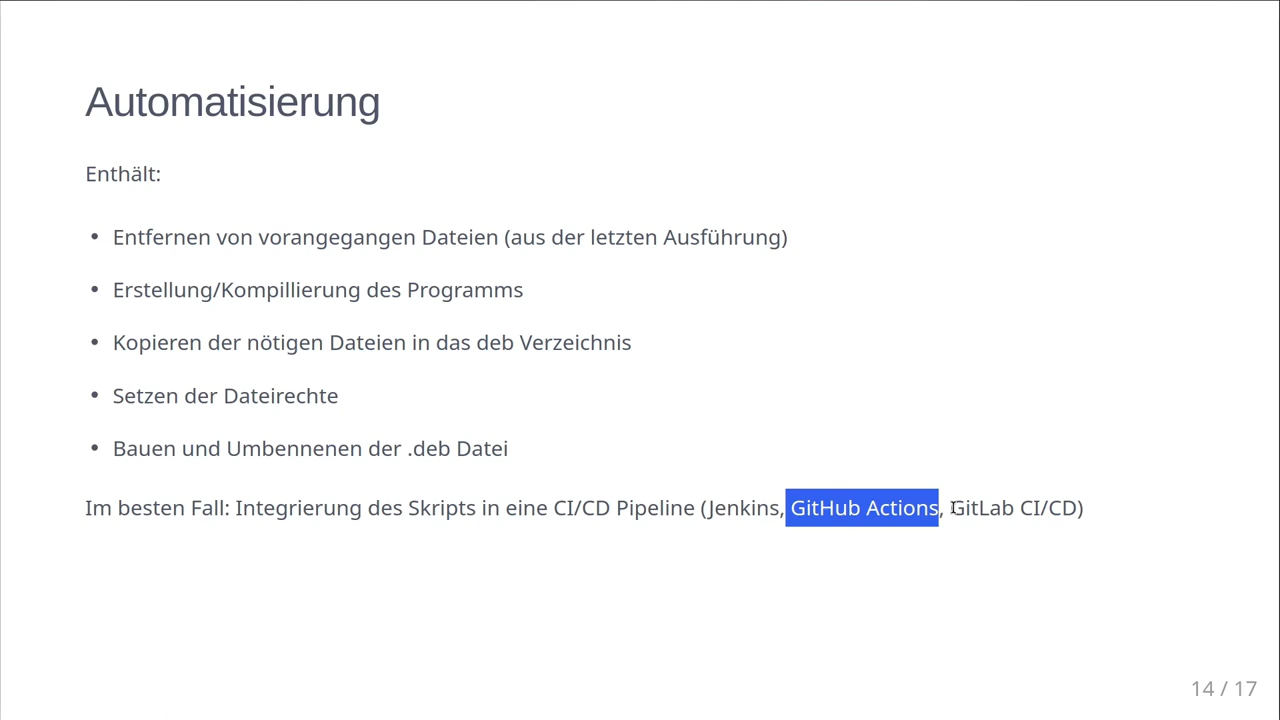 Automatisierung
Enthält:
• Entfernen von vorangegangen Dateien (aus der letzten Ausführung)
• Erstellung/Kompillierung des Programms
• Kopieren der nötigen Dateien in das deb Verzeichnis
• Setzen der Dateirechte
• Bauen und Umbennenen der .deb Datei
Im besten Fall: Integrierung des Skripts in eine CI/CD Pipeline (Jenkins, GitHub Actions, GitLab CI/CD)
14 / 17